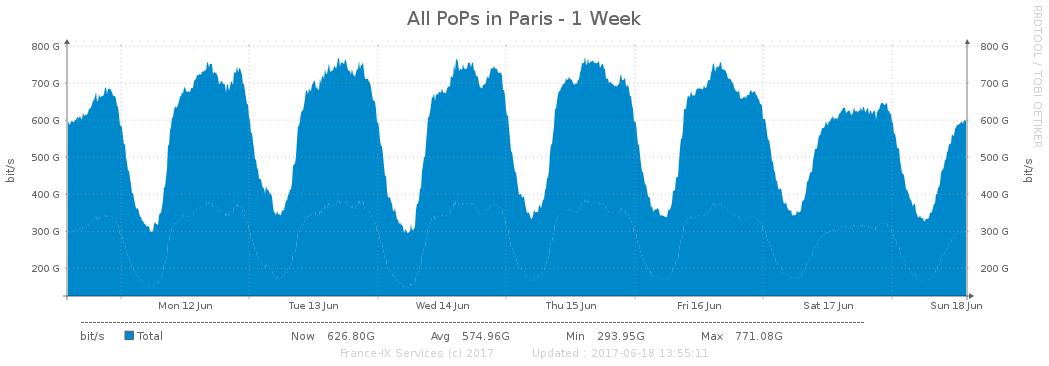 All PoPs in Paris - 1 Week
RRDTOOL / TOBI OETIKER
800 G 800 G
700 G 700 G
600 G 600 G
500 G 500 G
400 G 400 G
300 G 300 G
200 G 200 G
bit/s bit/s
Mon 12 Jun Tue 13 Jun Wed 14 Jun Thu 15 Jun Fri 16 Jun Sat 17 Jun Sun 18 Jun
bit/s Total Now 626.80G Avg 574.96G Min 293.95G Max 771.08G
France-IX Services (c) 2017 Updated : 2017-06-18 13:55:11